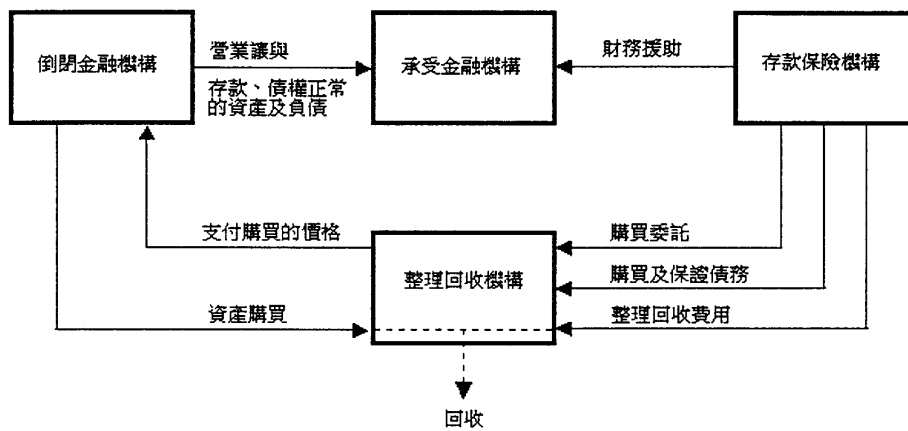 倒閉金融機構
營業讓與
存款、債權正常
的資產及負債
承受金融機構
財務援助
存款保險機構
支付購買的價格
資產購買
整理回收機構
購買委託
購買及保證債務
整理回收費用
回收